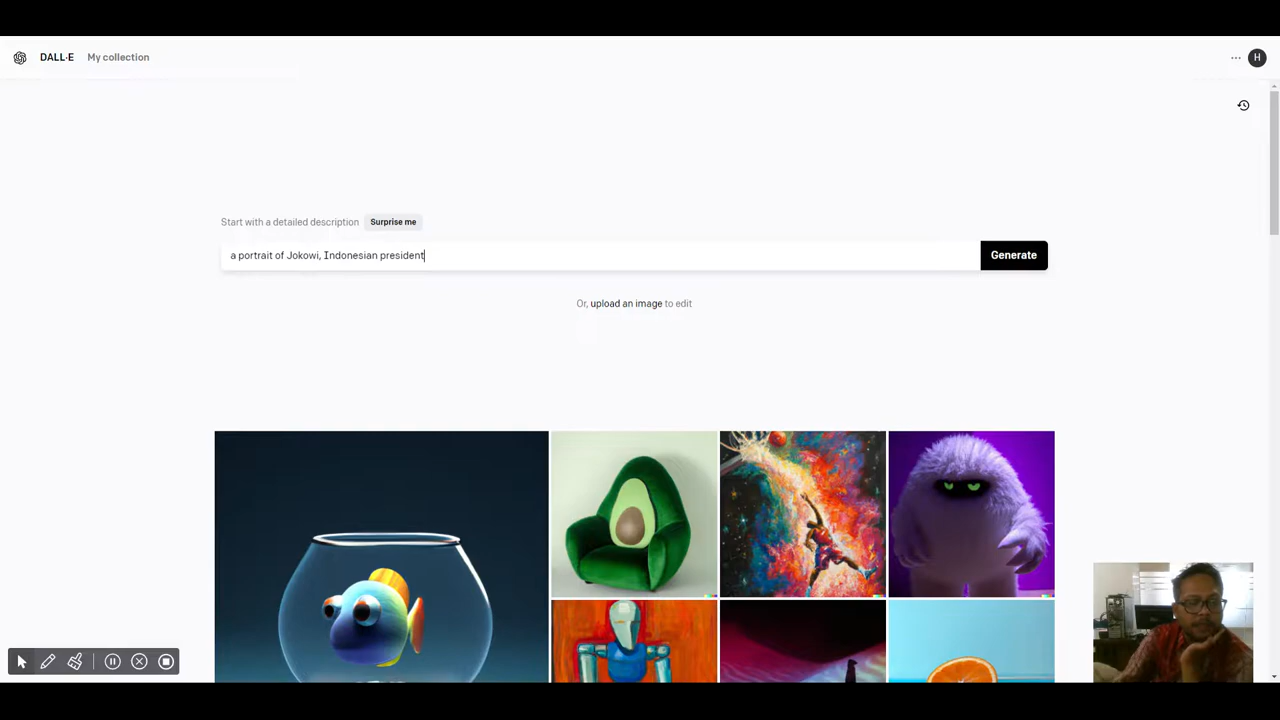 DALL·E My collection
H
Start with a detailed description Surprise me
a portrait of Jokowi, Indonesian president
Generate
Or, upload an image to edit